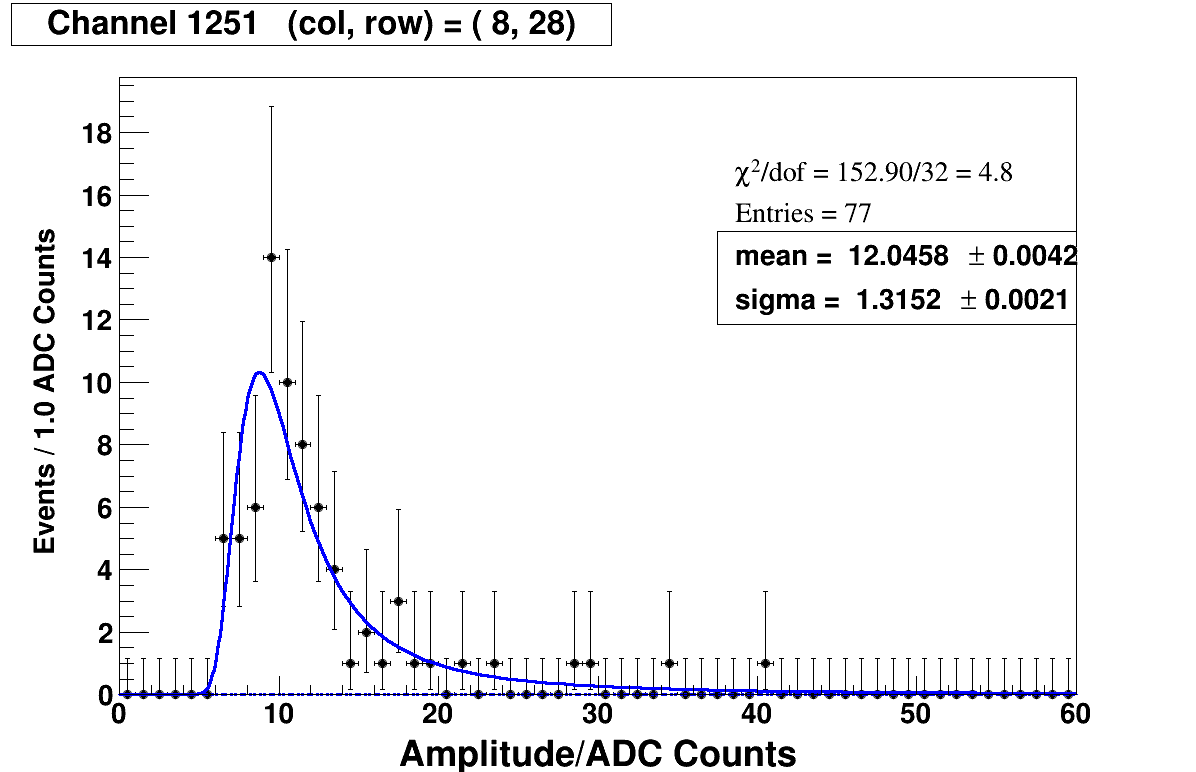 Channel 1251 (col, row) = ( 8, 28)
χ²/dof = 152.90/32 = 4.8
Entries = 77
mean = 12.0458 ± 0.0042
sigma = 1.3152 ± 0.0021
Events / 1.0 ADC Counts
18
16
14
12
10
8
6
4
2
0
0 10 20 30 40 50 60
Amplitude/ADC Counts